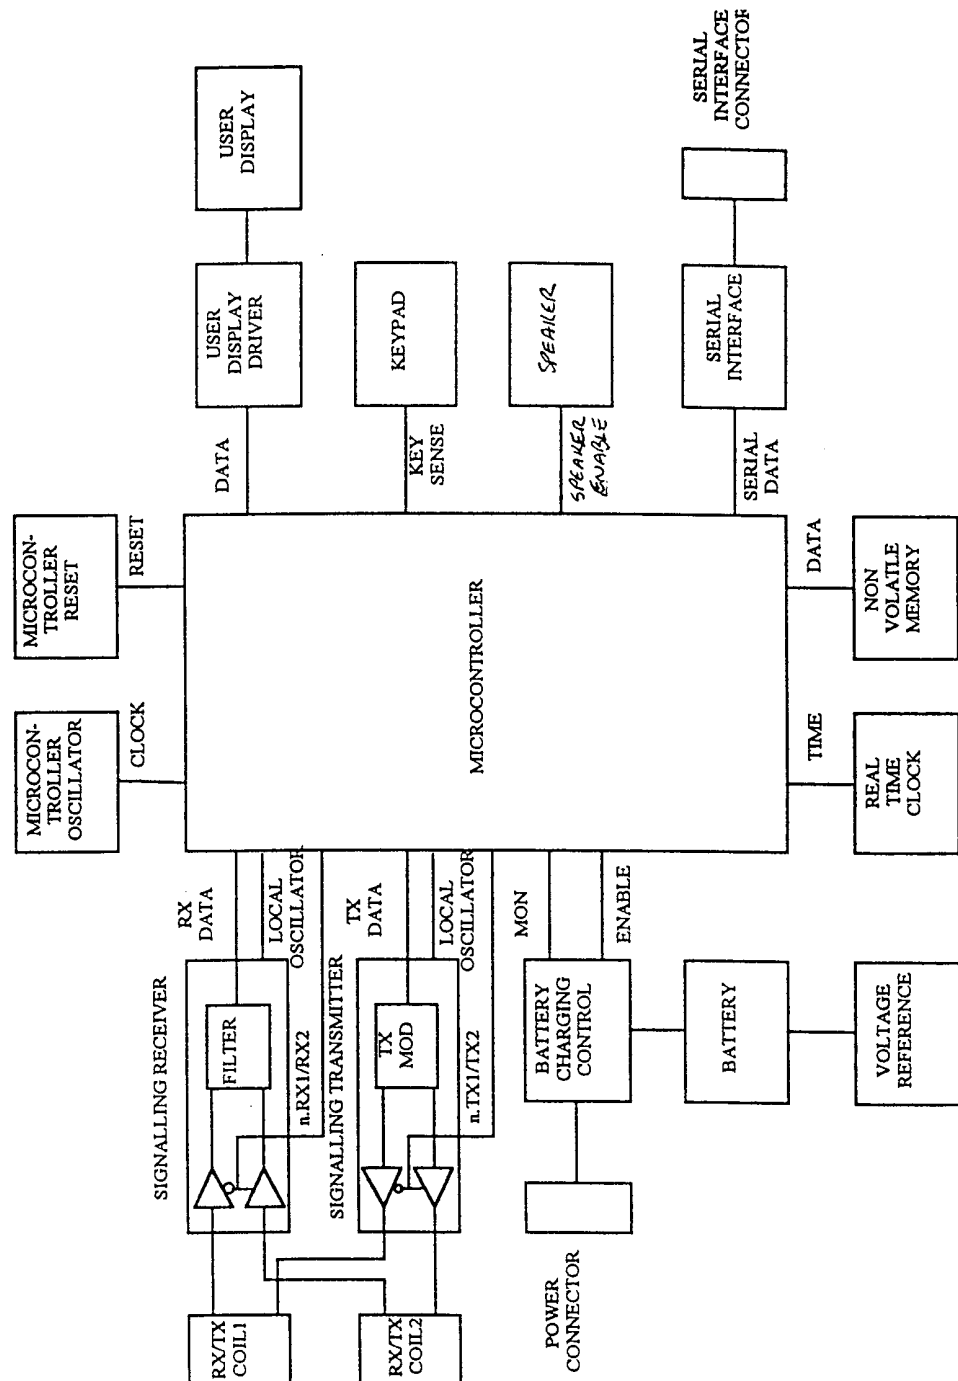 MICROCON-
TROLLER
OSCILLATOR
CLOCK
MICROCON-
TROLLER
RESET
RESET
RX/TX
COIL1
SIGNALLING RECEIVER
FILTER
RX
DATA
LOCAL
OSCILLATOR
n.RX1/RX2
RX/TX
COIL2
SIGNALLING TRANSMITTER
TX
MOD
TX
DATA
LOCAL
OSCILLATOR
n.TX1/TX2
POWER
CONNECTOR
BATTERY
CHARGING
CONTROL
MON
ENABLE
BATTERY
VOLTAGE
REFERENCE
MICROCONTROLLER
DATA
USER
DISPLAY
DRIVER
USER
DISPLAY
KEY
SENSE
KEYPAD
SPEAKER
ENABLE
SPEAKER
SERIAL
DATA
SERIAL
INTERFACE
SERIAL
INTERFACE
CONNECTOR
TIME
REAL
TIME
CLOCK
DATA
NON
VOLATLE
MEMORY